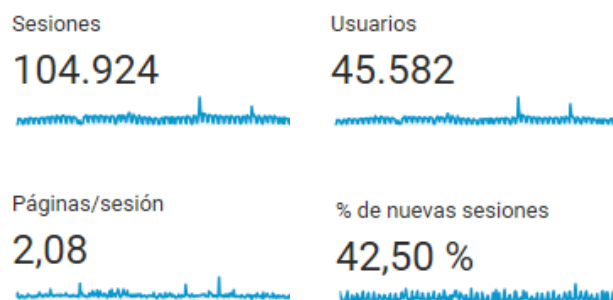 Sesiones
104.924
Usuarios
45.582
Páginas/sesión
2,08
% de nuevas sesiones
42,50 %